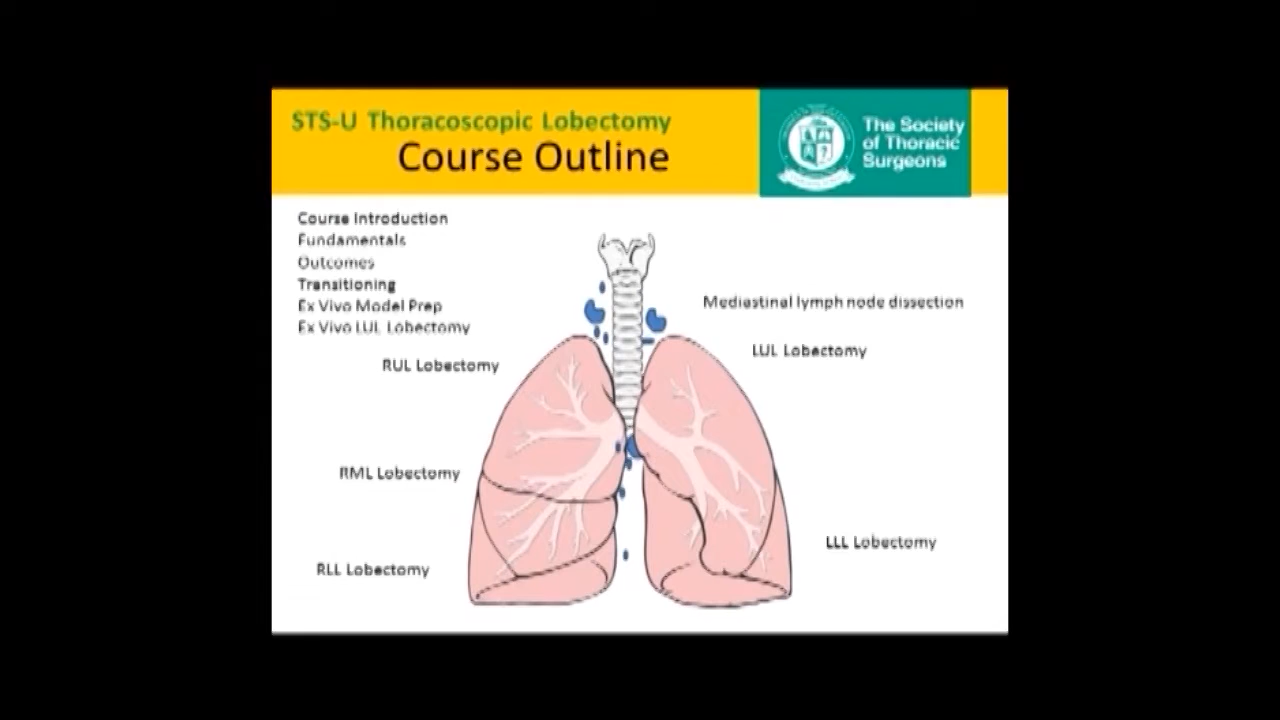 STS-U Thoracoscopic Lobectomy
Course Outline
The Society
of Thoracic
Surgeons
Course Introduction
Fundamentals
Outcomes
Transitioning
Ex Vivo Model Prep
Ex Vivo LUL Lobectomy
RUL Lobectomy
RML Lobectomy
RLL Lobectomy
Mediastinal lymph node dissection
LUL Lobectomy
LLL Lobectomy